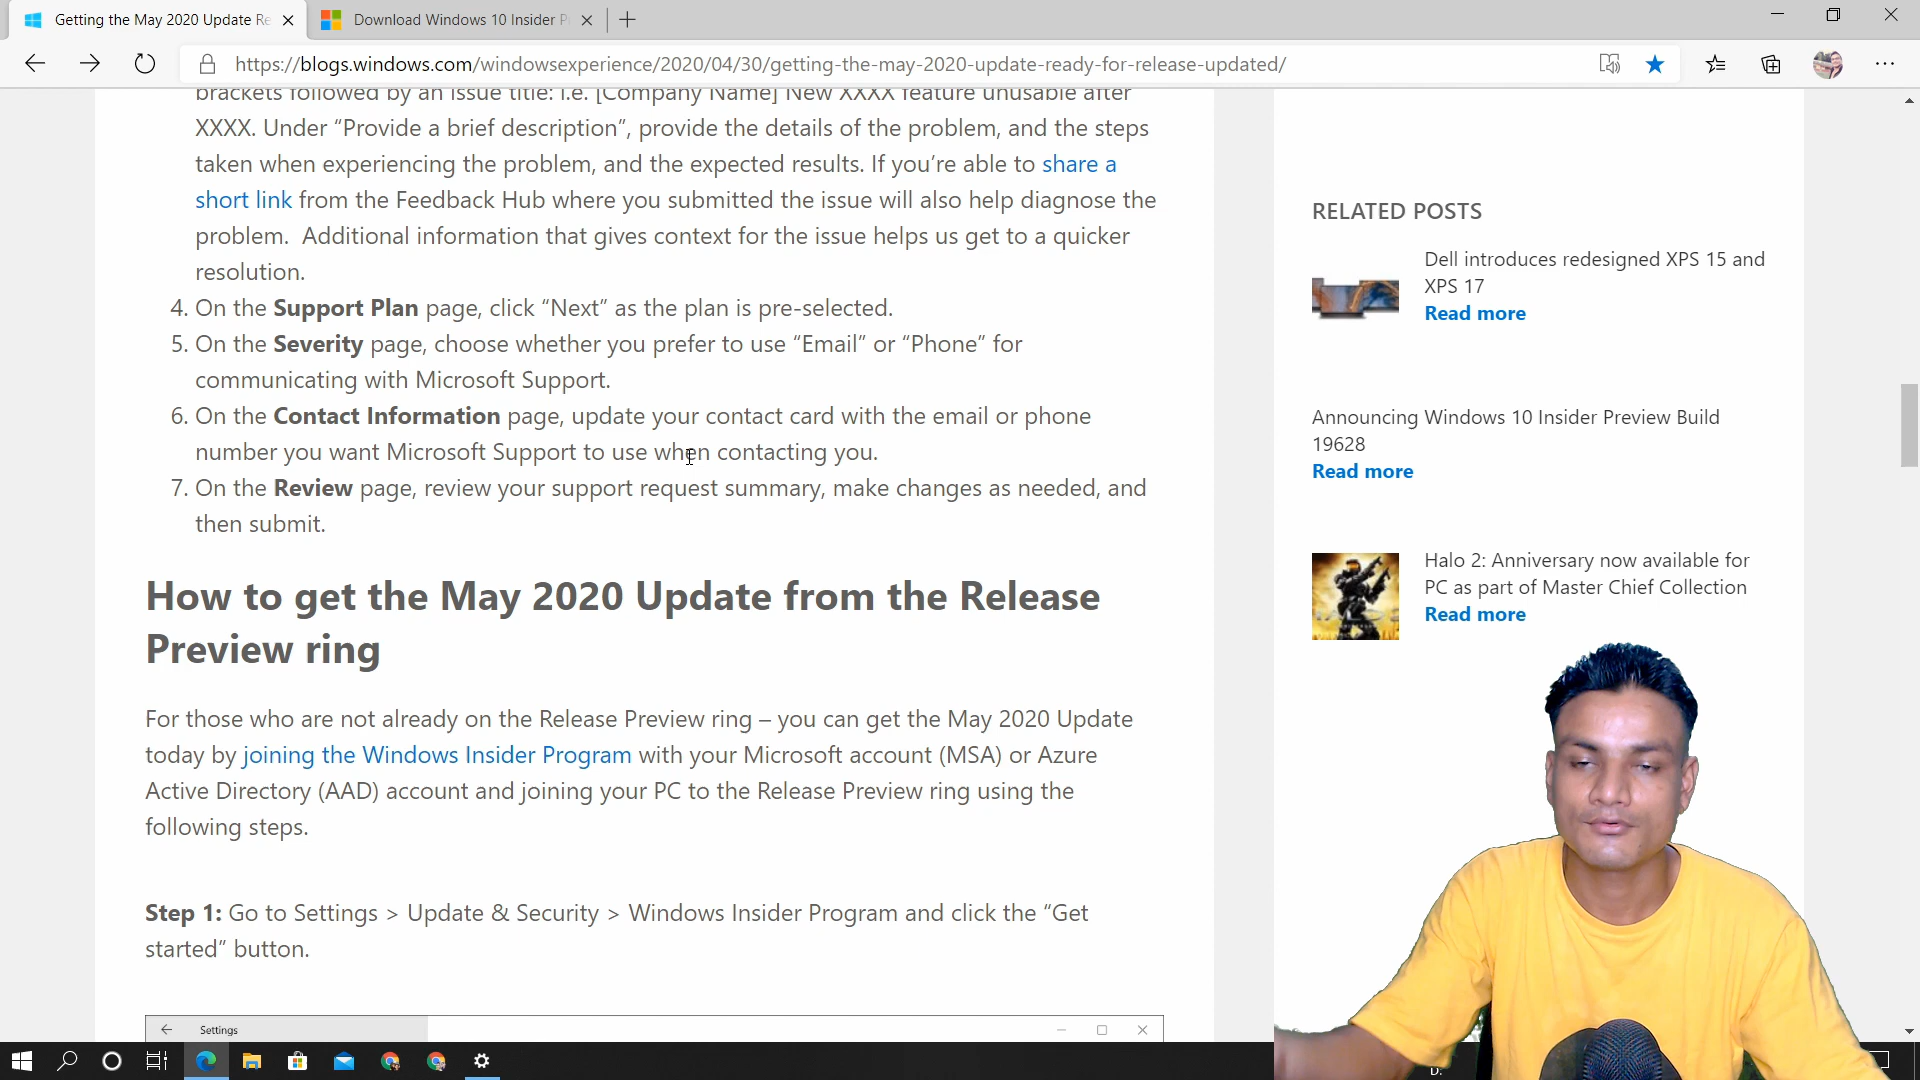 Getting the May 2020 Update Re
Download Windows 10 Insider P
https://blogs.windows.com/windowsexperience/2020/04/30/getting-the-may-2020-update-ready-for-release-updated/
brackets followed by an issue title: i.e. [Company Name] New XXXX feature unusable after
XXXX. Under “Provide a brief description”, provide the details of the problem, and the steps
taken when experiencing the problem, and the expected results. If you’re able to share a
short link from the Feedback Hub where you submitted the issue will also help diagnose the
problem.  Additional information that gives context for the issue helps us get to a quicker
resolution.
4. On the Support Plan page, click “Next” as the plan is pre-selected.
5. On the Severity page, choose whether you prefer to use “Email” or “Phone” for
communicating with Microsoft Support.
6. On the Contact Information page, update your contact card with the email or phone
number you want Microsoft Support to use when contacting you.
7. On the Review page, review your support request summary, make changes as needed, and
then submit.
How to get the May 2020 Update from the Release
Preview ring
For those who are not already on the Release Preview ring – you can get the May 2020 Update
today by joining the Windows Insider Program with your Microsoft account (MSA) or Azure
Active Directory (AAD) account and joining your PC to the Release Preview ring using the
following steps.
Step 1: Go to Settings > Update & Security > Windows Insider Program and click the “Get
started” button.
Settings
RELATED POSTS
Dell introduces redesigned XPS 15 and
XPS 17
Read more
Announcing Windows 10 Insider Preview Build
19628
Read more
Halo 2: Anniversary now available for
PC as part of Master Chief Collection
Read more